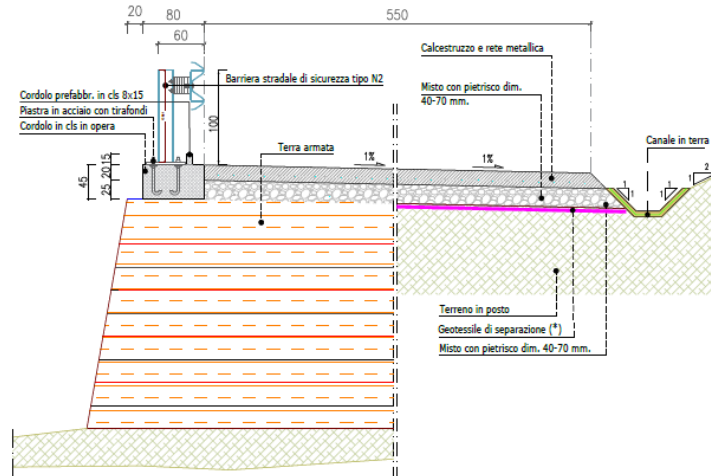 20 80 550
60
Calcestruzzo e rete metallica
Barriera stradale di sicurezza tipo N2
Misto con pietrisco dim.
40-70 mm.
Cordolo prefabbr. in cls 8x15
Piastra in acciaio con tirafondi
Cordolo in cls in opera
100
Terra armata
Canale in terra
1%
1%
45
15
20
25
1
1
1
1
2
1
Terreno in posto
Geotessile di separazione (*)
Misto con pietrisco dim. 40-70 mm.